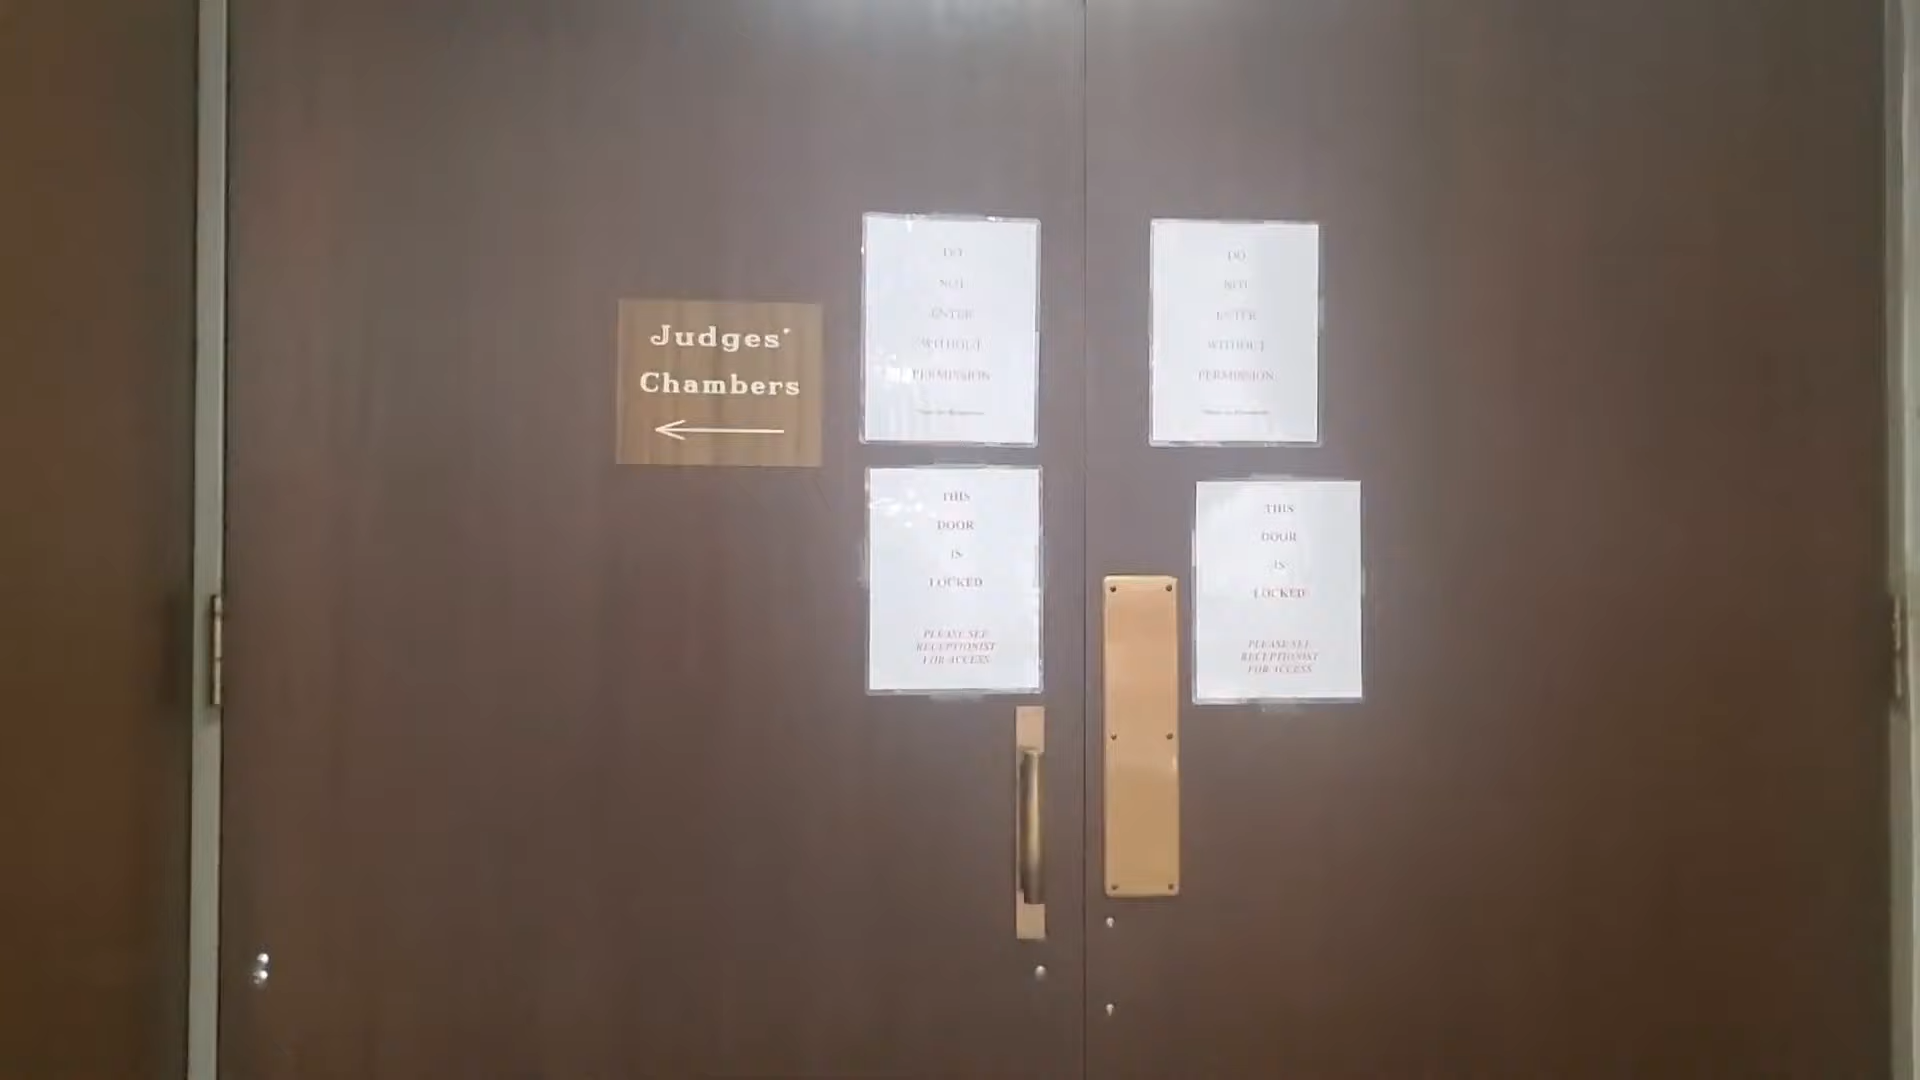 Judges'
Chambers
DO
NOT
ENTER
WITHOUT
PERMISSION
THIS
DOOR
IS
LOCKED
PLEASE SEE
RECEPTIONIST
FOR ACCESS
DO
NOT
ENTER
WITHOUT
PERMISSION
THIS
DOOR
IS
LOCKED
PLEASE SEE
RECEPTIONIST
FOR ACCESS